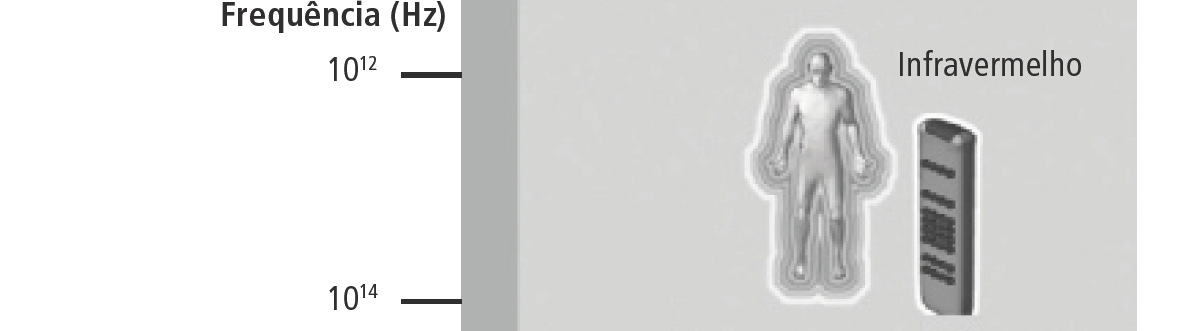 Frequência (Hz)
10¹²
Infravermelho
10¹⁴